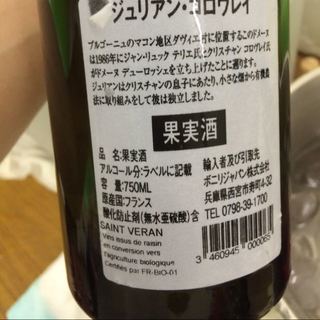 ジュリアン・コロヴレイ
ブルゴーニュのマコン地区ダヴィエ村に位置するこのドメーヌ
は1986年にジャン・リュック テリエ氏とクリスチャン コロヴレイ氏
がドメーヌ デューロッシェを立ち上げたことに遡ります。
ジュリアンはクリスチャンの息子にあたり、小さな畑から有機農
法に取り組みをして彼は独立しました。
果実酒
品名:果実酒
アルコール分:ラベルに記載
容量:750ML
原産国:フランス
酸化防止剤(無水亜硫酸)含
輸入者及び引取先
ボニリジャパン株式会社
兵庫県西宮市寿町4-32
TEL 0798-39-1700
SAINT VERAN
Vins issus de raisin
en conversion vers
l'agriculture biologique
Certifiés par FR-BIO-01
3 460945 000065